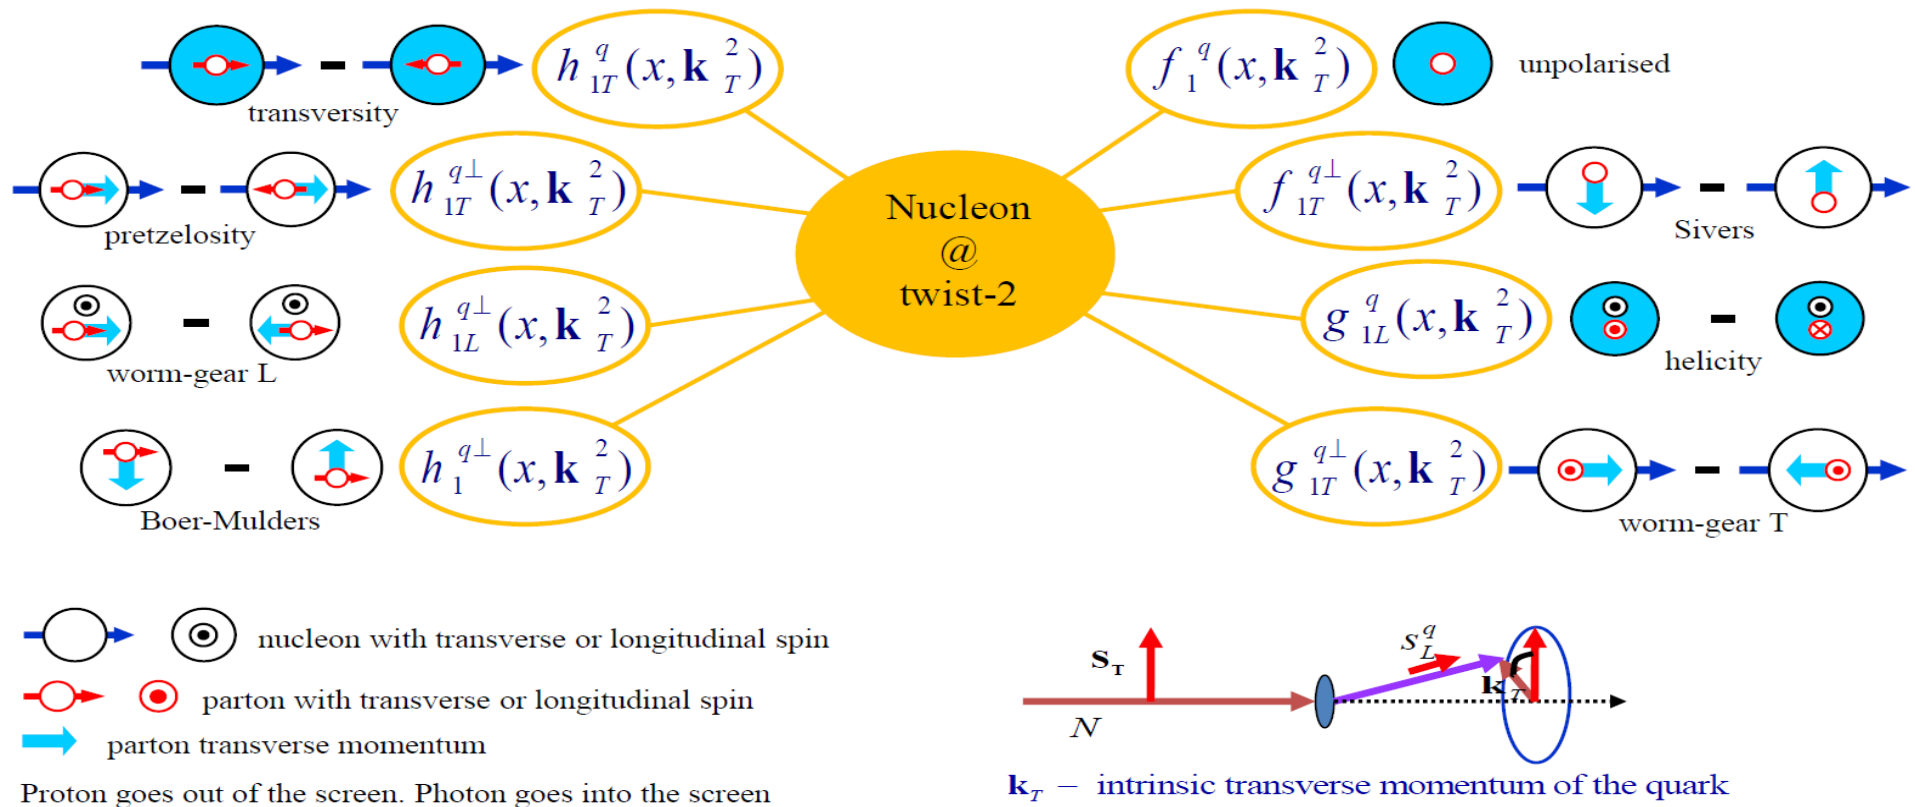 h_{1T}^{q}(x, k_T^2)
transversity
f_1^{q}(x, k_T^2)
unpolarised
h_{1T}^{q⊥}(x, k_T^2)
pretzelosity
Nucleon
@
twist-2
f_{1T}^{q⊥}(x, k_T^2)
Sivers
h_{1L}^{q⊥}(x, k_T^2)
worm-gear L
g_{1L}^{q}(x, k_T^2)
helicity
h_1^{q⊥}(x, k_T^2)
Boer-Mulders
g_{1T}^{q⊥}(x, k_T^2)
worm-gear T
nucleon with transverse or longitudinal spin
parton with transverse or longitudinal spin
parton transverse momentum
Proton goes out of the screen. Photon goes into the screen
s_T
s_L^q
k_T
N
k_T − intrinsic transverse momentum of the quark